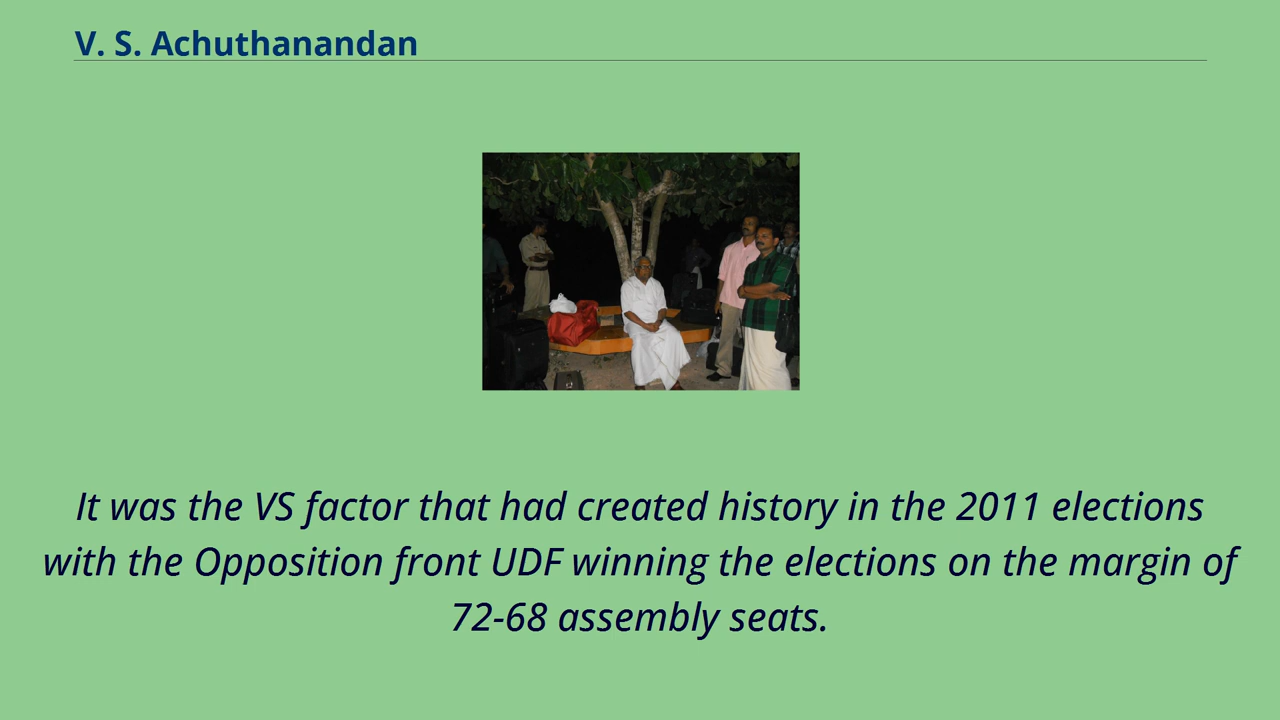 V. S. Achuthanandan
It was the VS factor that had created history in the 2011 elections
with the Opposition front UDF winning the elections on the margin of
72-68 assembly seats.